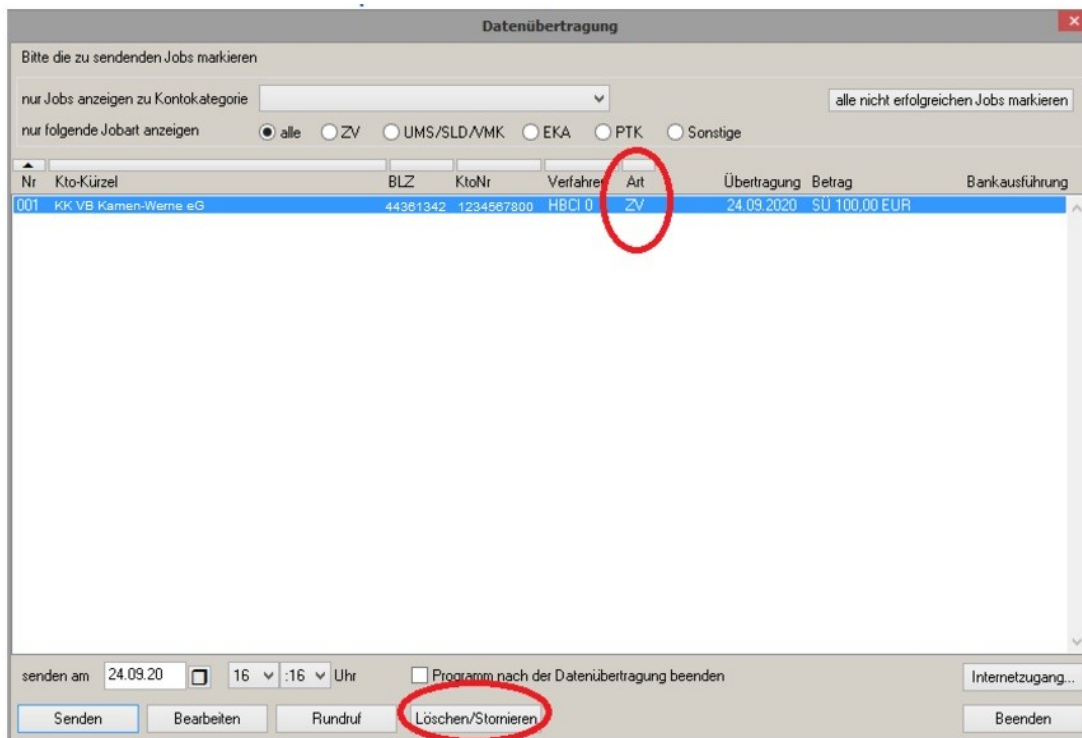 Datenübertragung
Bitte die zu sendenden Jobs markieren
nur Jobs anzeigen zu Kontokategorie
alle nicht erfolgreichen Jobs markieren
nur folgende Jobart anzeigen alle ZV UMS/SLD/VMK EKA PTK Sonstige
Nr Kto-Kürzel BLZ KtoNr Verfahren Art Übertragung Betrag Bankausführung
001 KK VB Kamen-Werne eG 44361342 1234567800 HBCI 0 ZV 24.09.2020 SÜ 100,00 EUR
senden am 24.09.20 16 :16 Uhr Programm nach der Datenübertragung beenden Internetzugang...
Senden Bearbeiten Rundruf Löschen/Stornieren Beenden